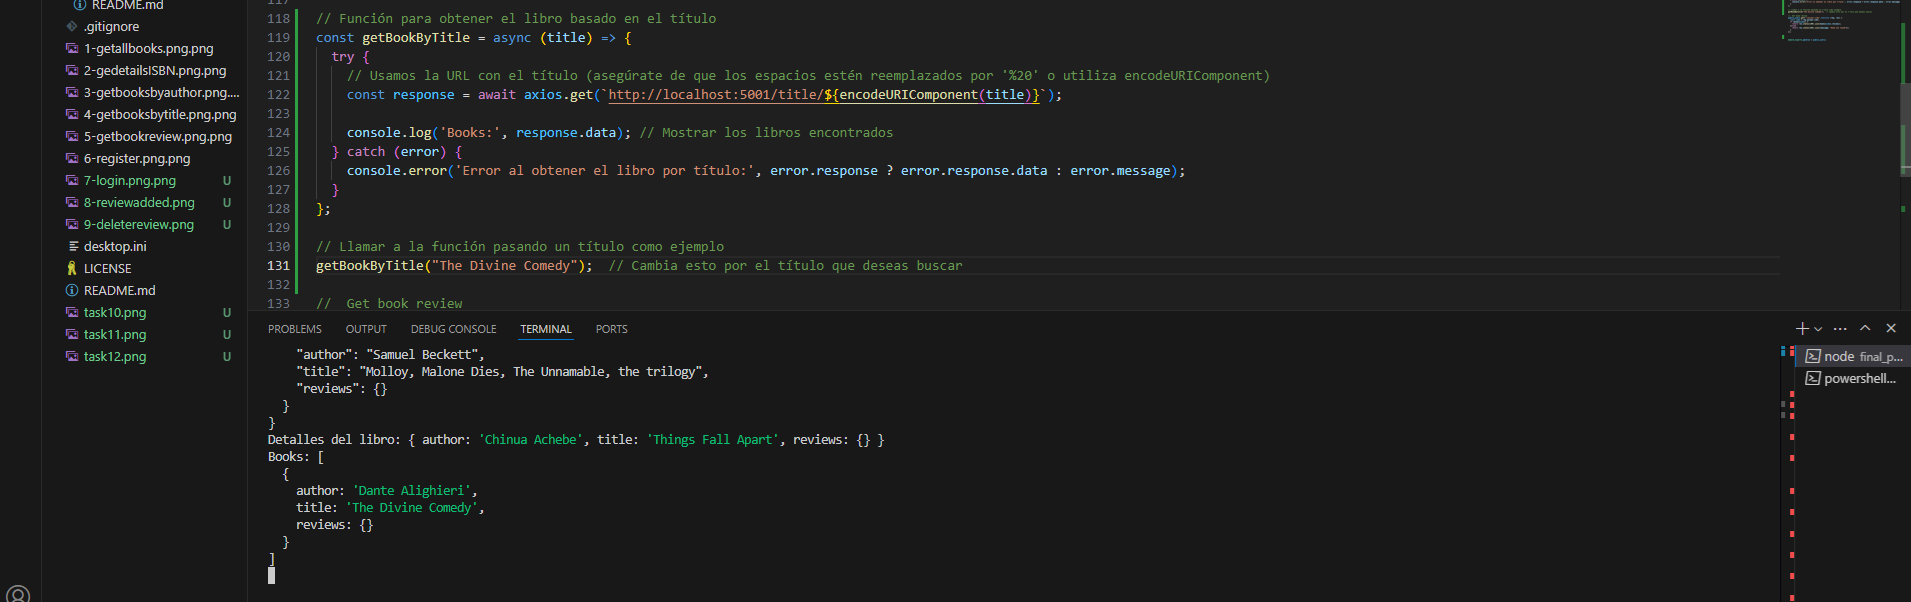 README.md
.gitignore
1-getallbooks.png.png
2-gedetailsISBN.png.png
3-getbooksbyauthor.png....
4-getbooksbytitle.png.png
5-getbookreview.png.png
6-register.png.png
7-login.png.png U
8-reviewadded.png U
9-deletereview.png U
desktop.ini
LICENSE
README.md
task10.png U
task11.png U
task12.png U
117
118 // Función para obtener el libro basado en el título
119 const getBookByTitle = async (title) => {
120 try {
121 // Usamos la URL con el título (asegúrate de que los espacios estén reemplazados por '%20' o utiliza encodeURIComponent)
122 const response = await axios.get(`http://localhost:5001/title/${encodeURIComponent(title)}`);
123
124 console.log('Books:', response.data); // Mostrar los libros encontrados
125 } catch (error) {
126 console.error('Error al obtener el libro por título:', error.response ? error.response.data : error.message);
127 }
128 };
129
130 // Llamar a la función pasando un título como ejemplo
131 getBookByTitle("The Divine Comedy"); // Cambia esto por el título que deseas buscar
132
133 // Get book review
PROBLEMS OUTPUT DEBUG CONSOLE TERMINAL PORTS
"author": "Samuel Beckett",
"title": "Molloy, Malone Dies, The Unnamable, the trilogy",
"reviews": {}
}
}
Detalles del libro: { author: 'Chinua Achebe', title: 'Things Fall Apart', reviews: {} }
Books: [
{
author: 'Dante Alighieri',
title: 'The Divine Comedy',
reviews: {}
}
]
node final_p...
powershell...